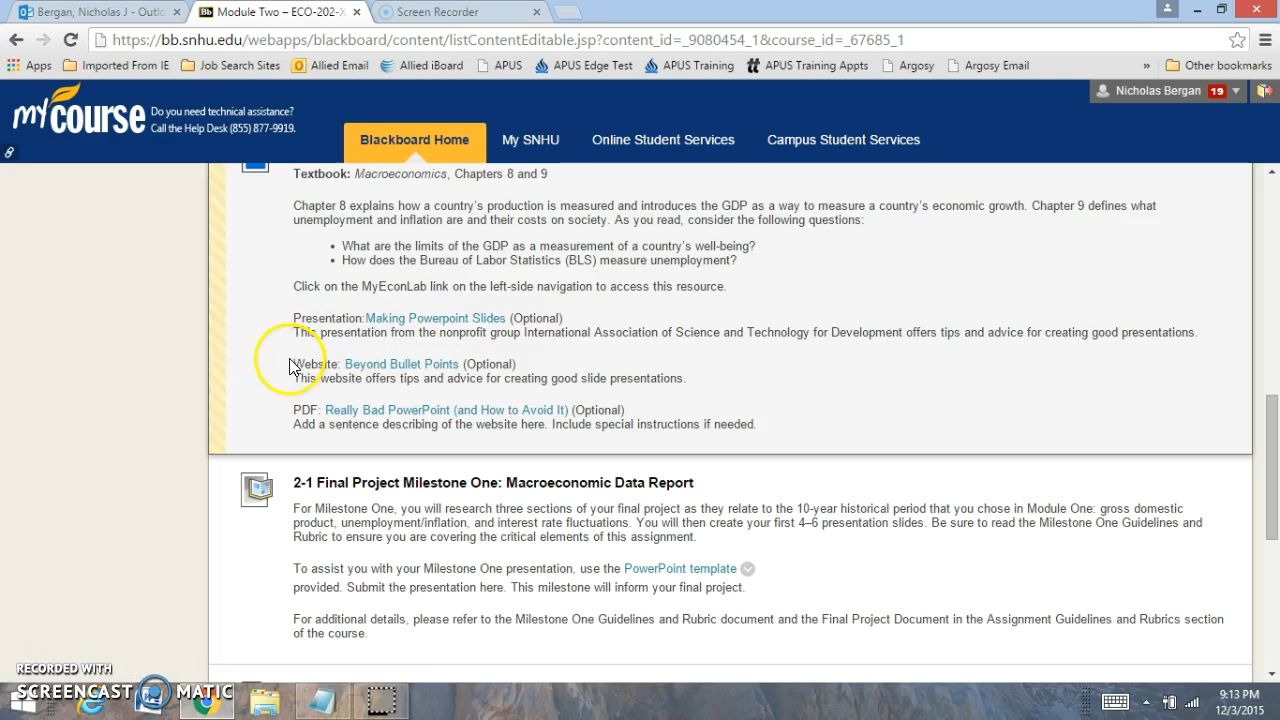 Bergan, Nicholas J - Outlo
Bb Module Two – ECO-202-X
Screen Recorder
https://bb.snhu.edu/webapps/blackboard/content/listContentEditable.jsp?content_id=_9080454_1&course_id=_67685_1
Apps Imported From IE Job Search Sites Allied Email Allied iBoard APUS APUS Edge Test APUS Training APUS Training Appts Argosy Argosy Email » Other bookmarks
Nicholas Bergan 19
myCOURSE
Do you need technical assistance?
Call the Help Desk (855) 877-9919.
Blackboard Home My SNHU Online Student Services Campus Student Services
Textbook: Macroeconomics, Chapters 8 and 9
Chapter 8 explains how a country's production is measured and introduces the GDP as a way to measure a country's economic growth. Chapter 9 defines what
unemployment and inflation are and their costs on society. As you read, consider the following questions:
• What are the limits of the GDP as a measurement of a country's well-being?
• How does the Bureau of Labor Statistics (BLS) measure unemployment?
Click on the MyEconLab link on the left-side navigation to access this resource.
Presentation:Making Powerpoint Slides (Optional)
This presentation from the nonprofit group International Association of Science and Technology for Development offers tips and advice for creating good presentations.
Website: Beyond Bullet Points (Optional)
This website offers tips and advice for creating good slide presentations.
PDF: Really Bad PowerPoint (and How to Avoid It) (Optional)
Add a sentence describing of the website here. Include special instructions if needed.
2-1 Final Project Milestone One: Macroeconomic Data Report
For Milestone One, you will research three sections of your final project as they relate to the 10-year historical period that you chose in Module One: gross domestic
product, unemployment/inflation, and interest rate fluctuations. You will then create your first 4–6 presentation slides. Be sure to read the Milestone One Guidelines and
Rubric to ensure you are covering the critical elements of this assignment.
To assist you with your Milestone One presentation, use the PowerPoint template
provided. Submit the presentation here. This milestone will inform your final project.
For additional details, please refer to the Milestone One Guidelines and Rubric document and the Final Project Document in the Assignment Guidelines and Rubrics section
of the course.
RECORDED WITH
SCREENCAST MATIC
9:13 PM
12/3/2015